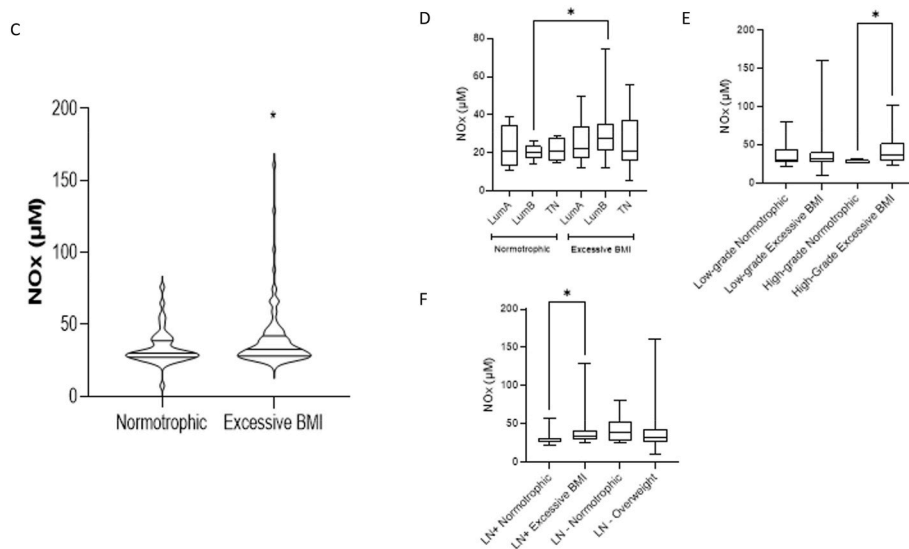 C
NOx (µM)
200
150
100
50
0
*
Normotrophic
Excessive BMI
D
NOx (µM)
80
60
40
20
0
*
LumA
LumB
TN
LumA
LumB
TN
Normotrophic
Excessive BMI
E
NOx (µM)
200
150
100
50
0
*
Low-grade Normotrophic
Low-grade Excessive BMI
High-grade Normotrophic
High-Grade Excessive BMI
F
NOx (µM)
200
150
100
50
0
*
LN+ Normotrophic
LN+ Excessive BMI
LN - Normotrophic
LN - Overweight